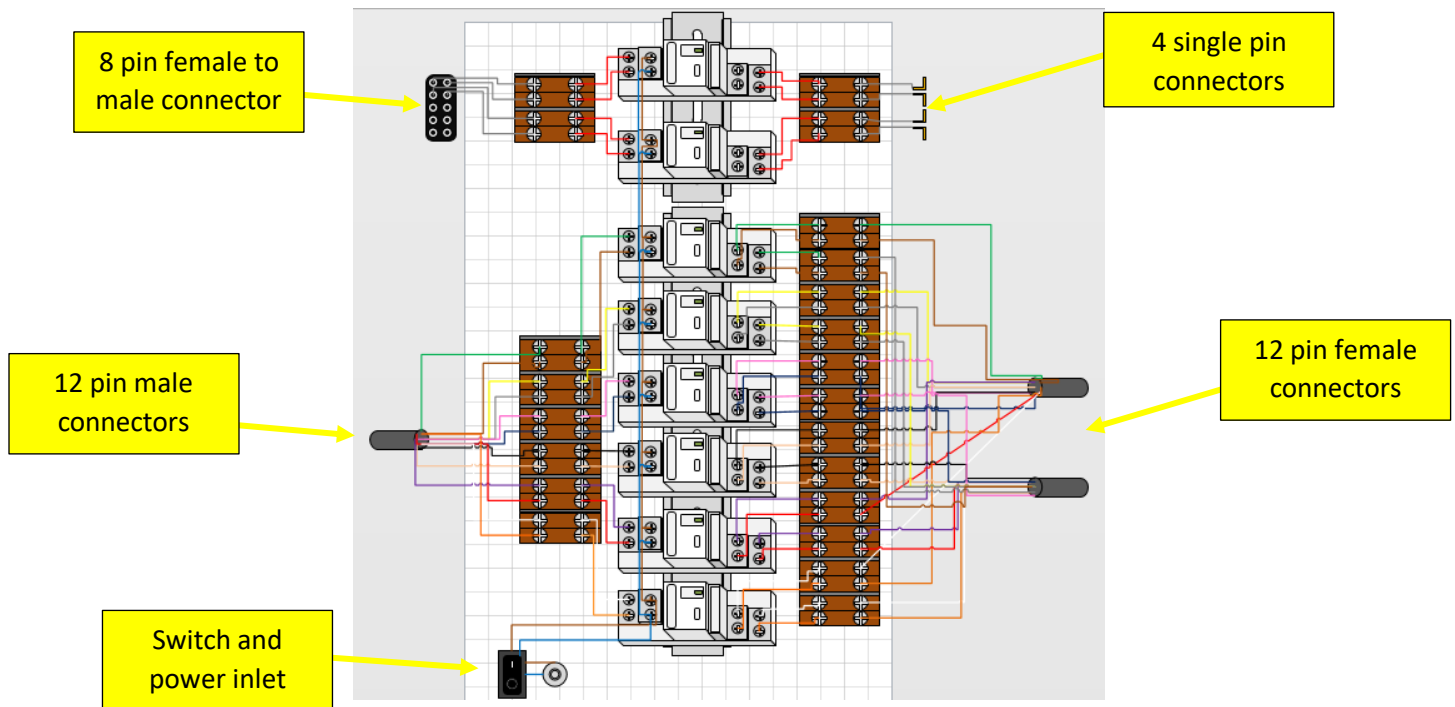 8 pin female to
male connector
4 single pin
connectors
12 pin male
connectors
12 pin female
connectors
Switch and
power inlet